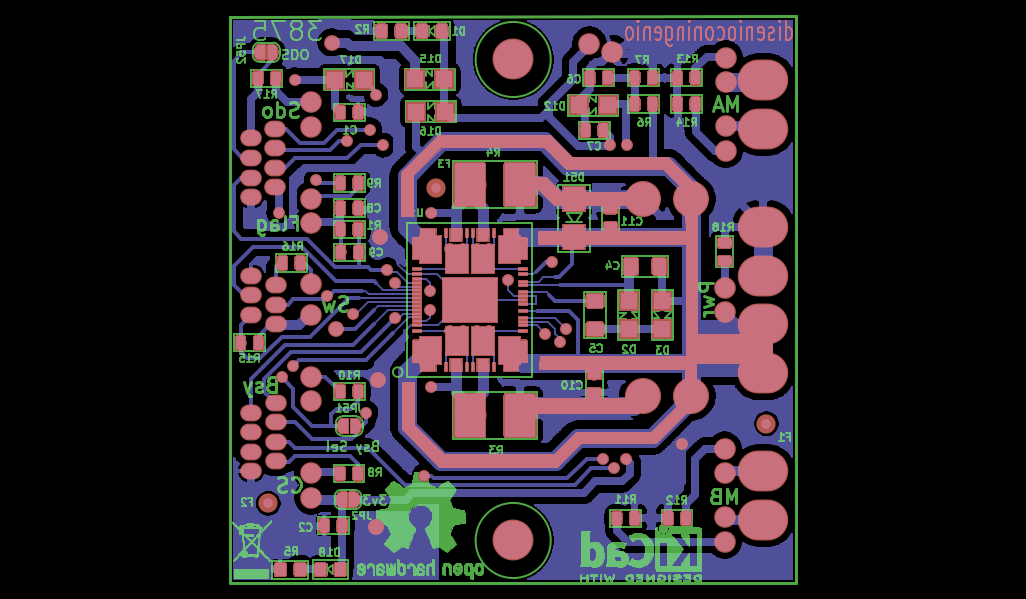 3875
R2
D1
disenioconingenio
JP52
SDO
D17
D15
R7
R13
R17
C6
Sdo
D12
MA
C1
D16
R6
R14
C7
R4
F3
D51
R9
C8
Flag
R1
C11
R18
C9
R16
C4
Sw
Pwr
R15
C5
D2
D3
Bsy
R10
C10
JP51
Bsy Sel
R3
F1
CS
R8
F2
3v3
JP2
MB
R11
R12
C2
R5
D18
open hardware
KiCad
DESIGNED WITH